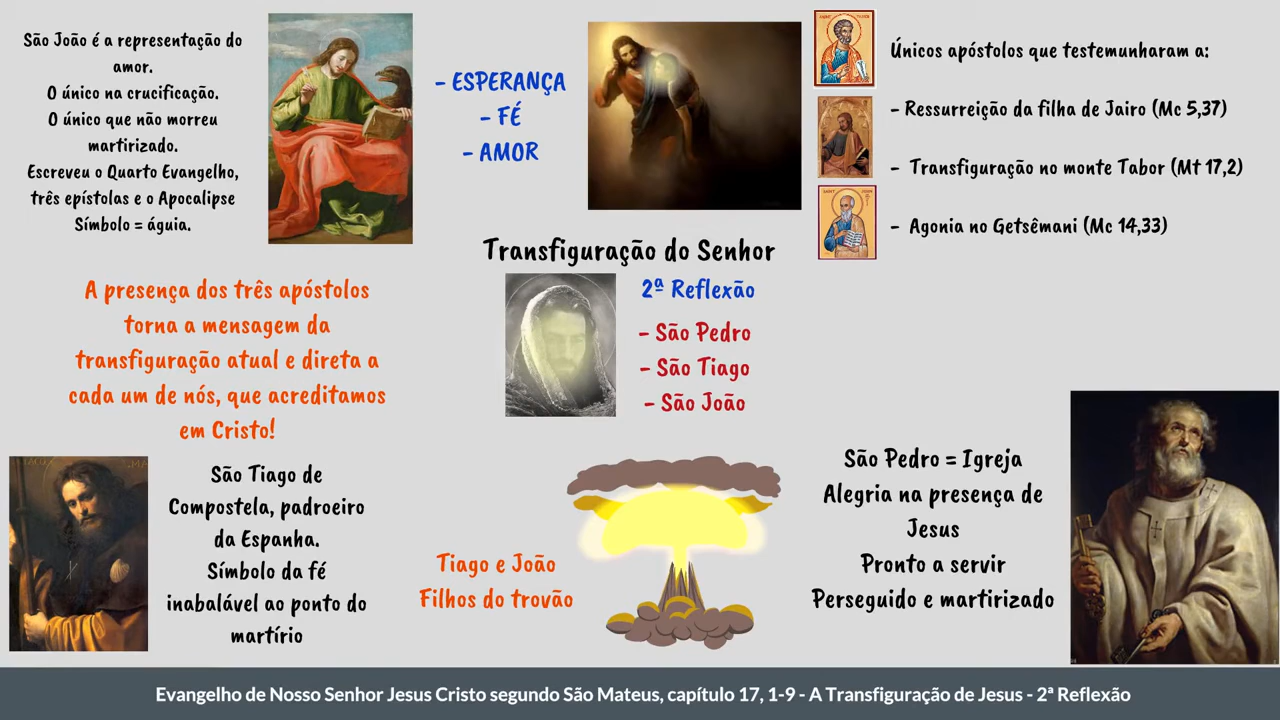 São João é a representação do
amor.
O único na crucificação.
O único que não morreu
martirizado.
Escreveu o Quarto Evangelho,
três epístolas e o Apocalipse
Símbolo = águia.
- ESPERANÇA
- FÉ
- AMOR
Únicos apóstolos que testemunharam a:
- Ressurreição da filha de Jairo (Mc 5,37)
- Transfiguração no monte Tabor (Mt 17,2)
- Agonia no Getsêmani (Mc 14,33)
Transfiguração do Senhor
2ª Reflexão
- São Pedro
- São Tiago
- São João
A presença dos três apóstolos
torna a mensagem da
transfiguração atual e direta a
cada um de nós, que acreditamos
em Cristo!
São Tiago de
Compostela, padroeiro
da Espanha.
Símbolo da fé
inabalável ao ponto do
martírio
Tiago e João
Filhos do trovão
São Pedro = Igreja
Alegria na presença de
Jesus
Pronto a servir
Perseguido e martirizado
Evangelho de Nosso Senhor Jesus Cristo segundo São Mateus, capítulo 17, 1-9 - A Transfiguração de Jesus - 2ª Reflexão